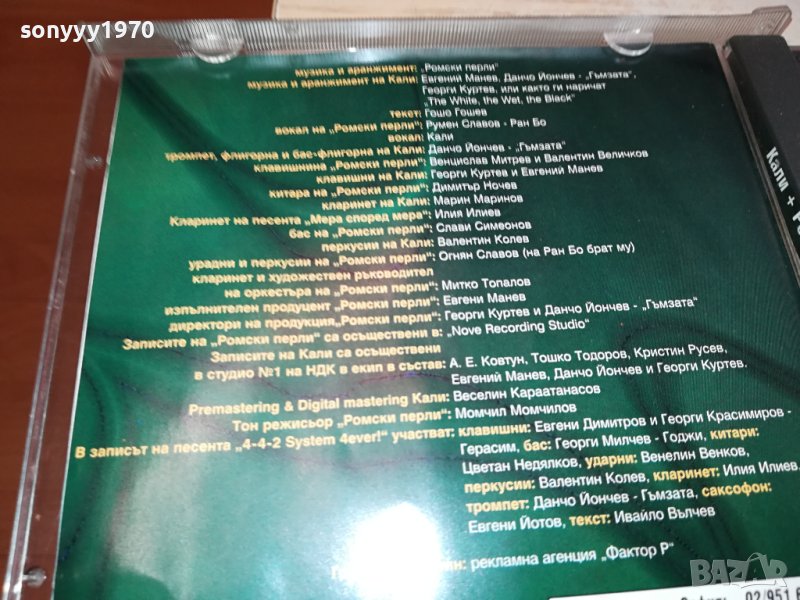 sonyyy1970
музика и аранжимент: „Ромски перли“
музика и аранжимент на Кали: Евгений Манев, Данчо Йончев - „Гъмзата“,
Георги Куртев, или както ги наричат
„The White, the Wet, the Black“
текст: Гошо Гошев
вокал на „Ромски перли“: Румен Славов - Ран Бо
вокал: Кали
тромпет, флигорна и бас-флигорна на Кали: Данчо Йончев - „Гъмзата“
клавишнина „Ромски перли“: Венцислав Митрев и Валентин Величков
клавишни на Кали: Георги Куртев и Евгений Манев
китара на „Ромски перли“: Димитър Ночев
кларинет на Кали: Марин Маринов
Кларинет на песента „Мера според мера“: Илия Илиев
бас на „Ромски перли“: Слави Симеонов
перкусии на Кали: Валентин Колев
урадни и перкусии на „Ромски перли“: Огнян Славов (на Ран Бо брат му)
кларинет и художествен ръководител
на оркестъра на „Ромски перли“: Митко Топалов
изпълнителен продуцент „Ромски перли“: Евгени Манев
директори на продукция„Ромски перли“: Георги Куртев и Данчо Йончев - „Гъмзата“
Записите на „Ромски перли“ са осъществени в: „Nove Recording Studio“
Записите на Кали са осъществени
в студио №1 на НДК в екип в състав: А. Е. Ковтун, Тошко Тодоров, Кристин Русев,
Евгений Манев, Данчо Йончев и Георги Куртев.
Premastering & Digital mastering Кали: Веселин Караатанасов
Тон режисьор „Ромски перли“: Момчил Момчилов
В записът на песента „4-4-2 System 4ever!“ участват: клавишни: Евгени Димитров и Георги Красимиров -
Герасим, бас: Георги Милчев - Годжи, китари:
Цветан Недялков, ударни: Венелин Венков,
перкусии: Валентин Колев, кларинет: Илия Илиев,
тромпет: Данчо Йончев - Гъмзата, саксофон:
Евгени Йотов, текст: Ивайло Вълчев
рекламна агенция „Фактор Р“
Кали +
02/951
bazar